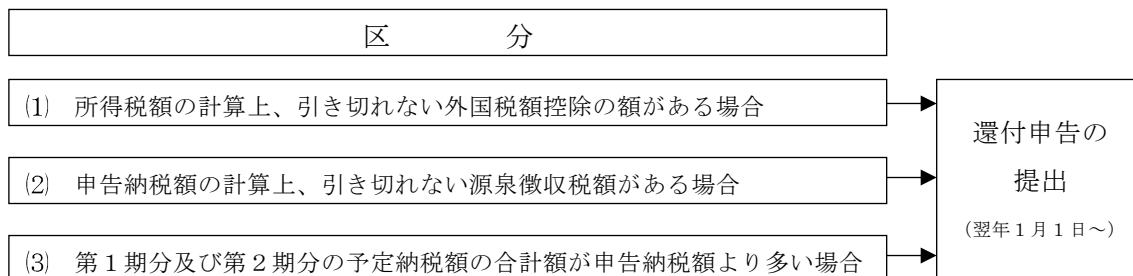 区　　　分
⑴　所得税額の計算上、引き切れない外国税額控除の額がある場合
⑵　申告納税額の計算上、引き切れない源泉徴収税額がある場合
⑶　第１期分及び第２期分の予定納税額の合計額が申告納税額より多い場合
還付申告の
提出
（翌年１月１日～）